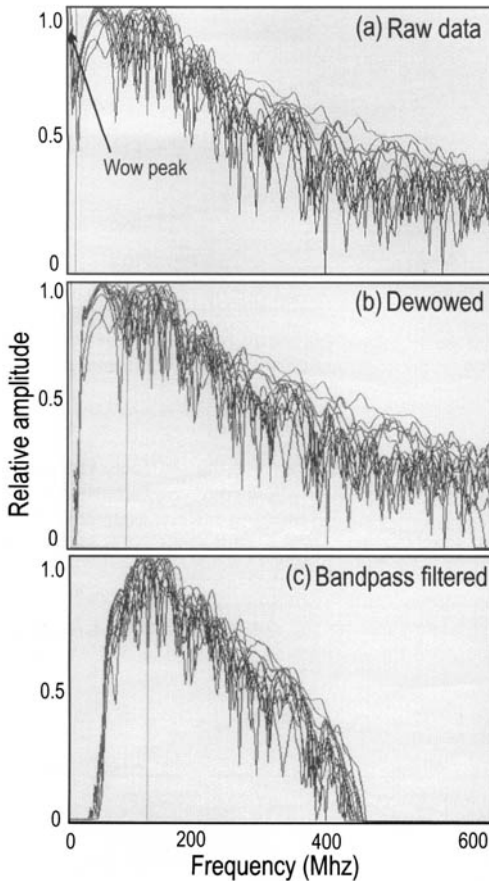 (a) Raw data
1.0
0.5
0
Wow peak
(b) Dewowed
1.0
0.5
0
Relative amplitude
(c) Bandpass filtered
1.0
0.5
0
0 200 400 600
Frequency (Mhz)